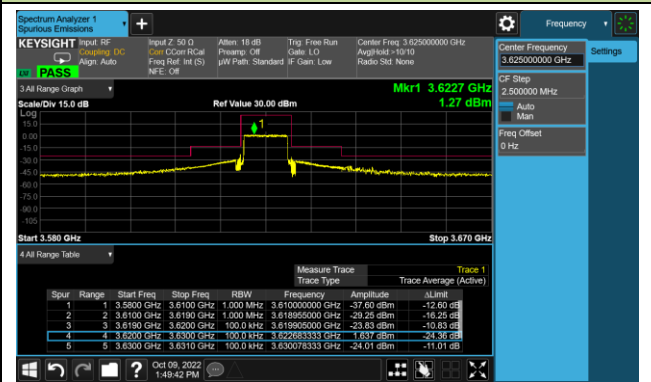 Spectrum Analyzer 1
Spurious Emissions
Frequency
KEYSIGHT
Input: RF
Coupling: DC
Align: Auto
Input Z: 50 Ω
Corr CCorr RCal
Freq Ref: Int (S)
NFE: Off
Atten: 18 dB
Preamp: Off
µW Path: Standard
Trig: Free Run
Gate: LO
IF Gain: Low
Center Freq: 3.625000000 GHz
Avg|Hold:>10/10
Radio Std: None
PASS
Center Frequency
3.625000000 GHz
Settings
CF Step
2.500000 MHz
Auto
Man
Freq Offset
0 Hz
3 All Range Graph
Mkr1 3.6227 GHz
Scale/Div 15.0 dB
Ref Value 30.00 dBm
1.27 dBm
Log
15.0
0.00
-15.0
-30.0
-45.0
-60.0
-75.0
-90.0
-105
1
Start 3.580 GHz
Stop 3.670 GHz
4 All Range Table
Measure Trace Trace 1
Trace Type Trace Average (Active)
Spur Range Start Freq Stop Freq RBW Frequency Amplitude ΔLimit
1 1 3.5800 GHz 3.6100 GHz 1.000 MHz 3.610000000 GHz -37.60 dBm -12.60 dB
2 2 3.6100 GHz 3.6190 GHz 1.000 MHz 3.618955000 GHz -29.25 dBm -16.25 dB
3 3 3.6190 GHz 3.6200 GHz 100.0 kHz 3.619905000 GHz -23.83 dBm -10.83 dB
4 4 3.6200 GHz 3.6300 GHz 100.0 kHz 3.622683333 GHz 1.637 dBm -24.36 dB
5 5 3.6300 GHz 3.6310 GHz 100.0 kHz 3.630078333 GHz -24.01 dBm -11.01 dB
Oct 09, 2022
1:49:42 PM